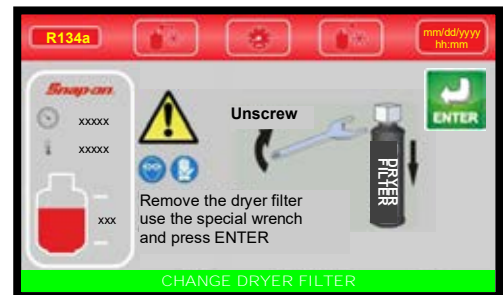 R134a
mm/dd/yyyy
hh:mm
Snap-on
xxxxx
xxxxx
xxx
Unscrew
DRYER
FILTER
ENTER
Remove the dryer filter
use the special wrench
and press ENTER
CHANGE DRYER FILTER